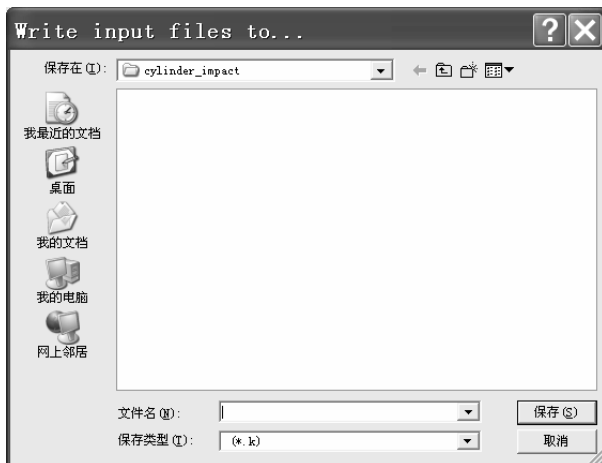 Write input files to...
保存在(I):
cylinder_impact
我最近的文档
桌面
我的文档
我的电脑
网上邻居
文件名(N):
保存(S)
保存类型(T):
(*.k)
取消